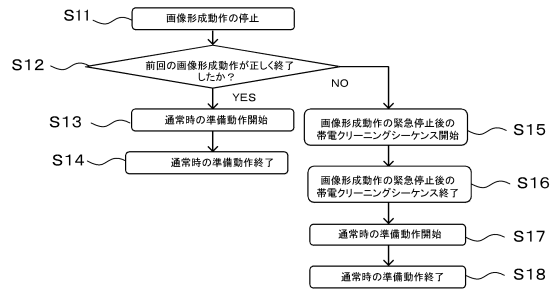 S11
画像形成動作の停止
S12
前回の画像形成動作が正しく終了
したか？
YES
NO
S13
通常時の準備動作開始
S14
通常時の準備動作終了
画像形成動作の緊急停止後の
帯電クリーニングシーケンス開始
S15
画像形成動作の緊急停止後の
帯電クリーニングシーケンス終了
S16
通常時の準備動作開始
S17
通常時の準備動作終了
S18